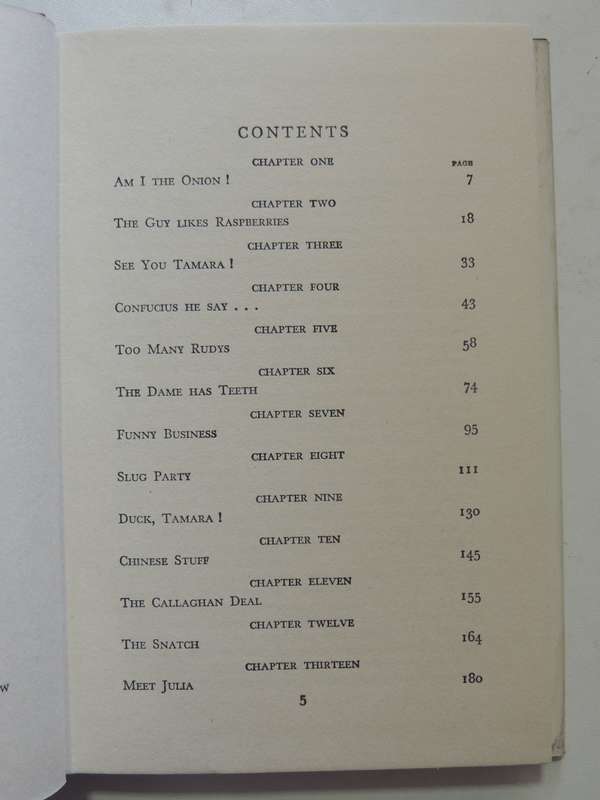 CONTENTS
CHAPTER ONE PAGE
AM I THE ONION ! 7
CHAPTER TWO
THE GUY LIKES RASPBERRIES 18
CHAPTER THREE
SEE YOU TAMARA ! 33
CHAPTER FOUR
CONFUCIUS HE SAY . . . 43
CHAPTER FIVE
TOO MANY RUDYS 58
CHAPTER SIX
THE DAME HAS TEETH 74
CHAPTER SEVEN
FUNNY BUSINESS 95
CHAPTER EIGHT
SLUG PARTY 111
CHAPTER NINE
DUCK, TAMARA ! 130
CHAPTER TEN
CHINESE STUFF 145
CHAPTER ELEVEN
THE CALLAGHAN DEAL 155
CHAPTER TWELVE
THE SNATCH 164
CHAPTER THIRTEEN
MEET JULIA 180
5